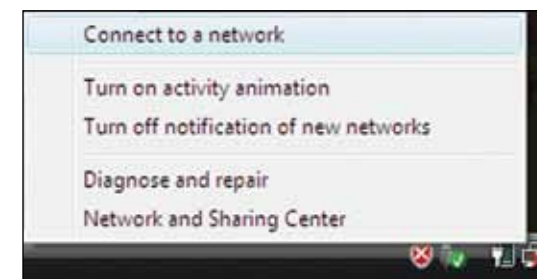 Connect to a network
Turn on activity animation
Turn off notification of new networks
Diagnose and repair
Network and Sharing Center